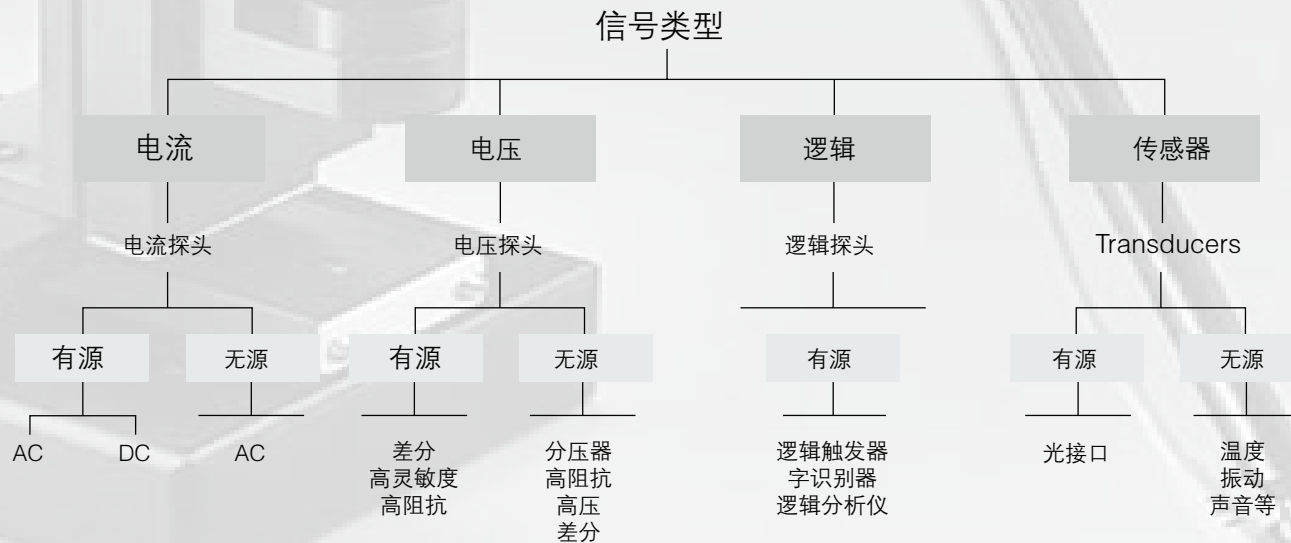 信号类型
电流
电压
逻辑
传感器
电流探头
电压探头
逻辑探头
Transducers
有源
无源
有源
无源
有源
有源
无源
AC
DC
AC
差分
高灵敏度
高阻抗
分压器
高阻抗
高压
差分
逻辑触发器
字识别器
逻辑分析仪
光接口
温度
振动
声音等